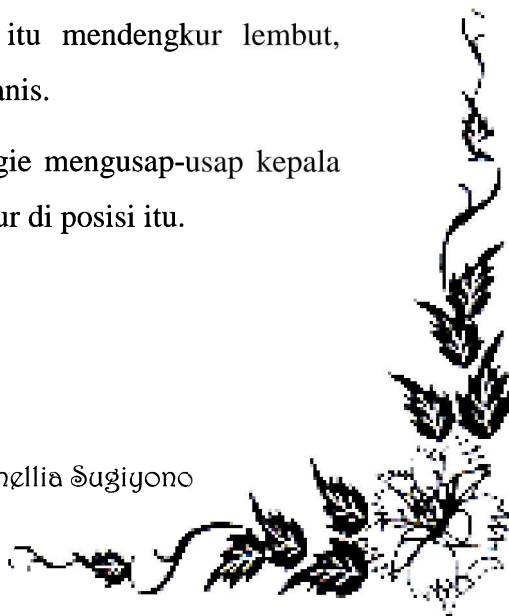 itu mendengkur lembut,
anis.
gie mengusap-usap kepala
ur di posisi itu.
nellia Sugiyono